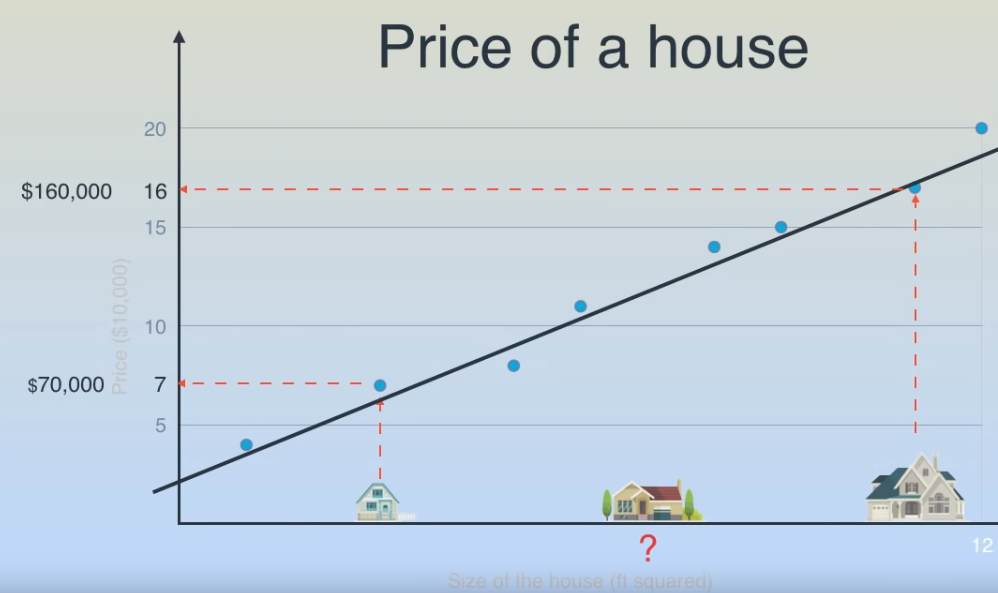 Price of a house
20
$160,000 16
15
Price ($10,000)
10
$70,000 7
5
?
12
Size of the house (ft squared)